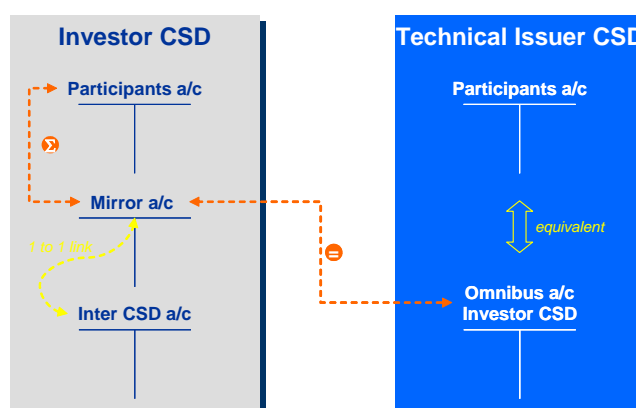 Investor CSD
Participants a/c
Σ
Mirror a/c
1 to 1 link
Inter CSD a/c
=
Technical Issuer CSD
Participants a/c
equivalent
Omnibus a/c
Investor CSD